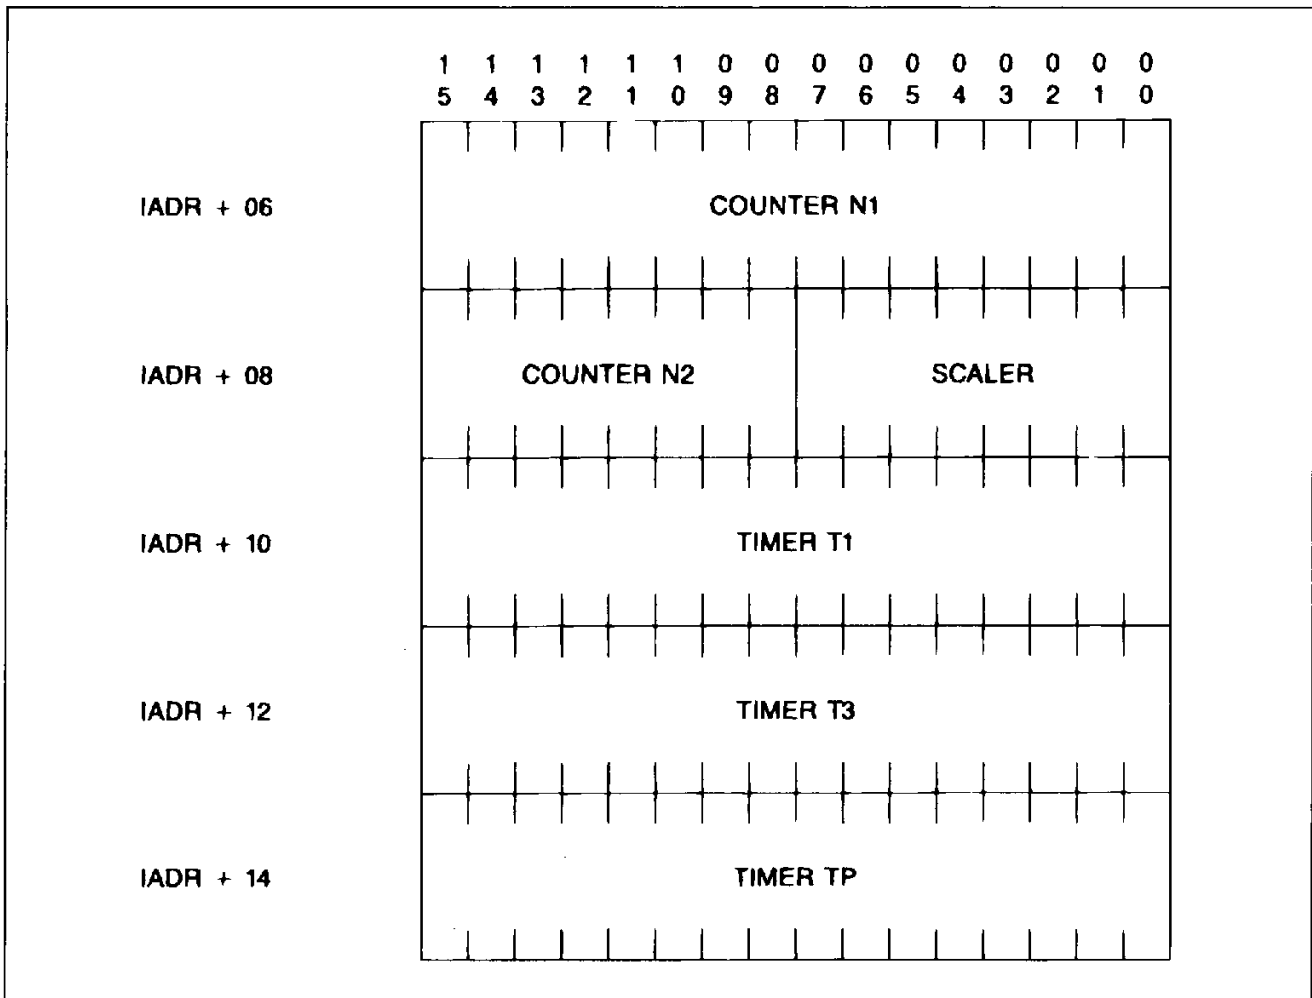 1 1 1 1 1 1 0 0 0 0 0 0 0 0 0 0
5 4 3 2 1 0 9 8 7 6 5 4 3 2 1 0
IADR + 06 COUNTER N1
IADR + 08 COUNTER N2 SCALER
IADR + 10 TIMER T1
IADR + 12 TIMER T3
IADR + 14 TIMER TP